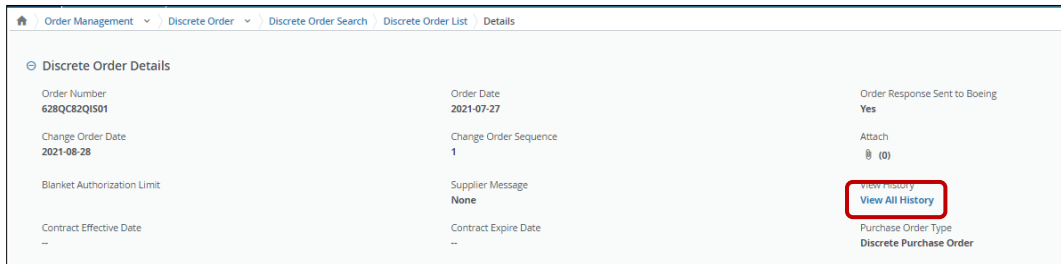 Order Management Discrete Order Discrete Order Search Discrete Order List Details
Discrete Order Details
Order Number Order Date Order Response Sent to Boeing
628QC82QIS01 2021-07-27 Yes
Change Order Date Change Order Sequence Attach
2021-08-28 1 (0)
Blanket Authorization Limit Supplier Message View History
None View All History
Contract Effective Date Contract Expire Date Purchase Order Type
-- -- Discrete Purchase Order